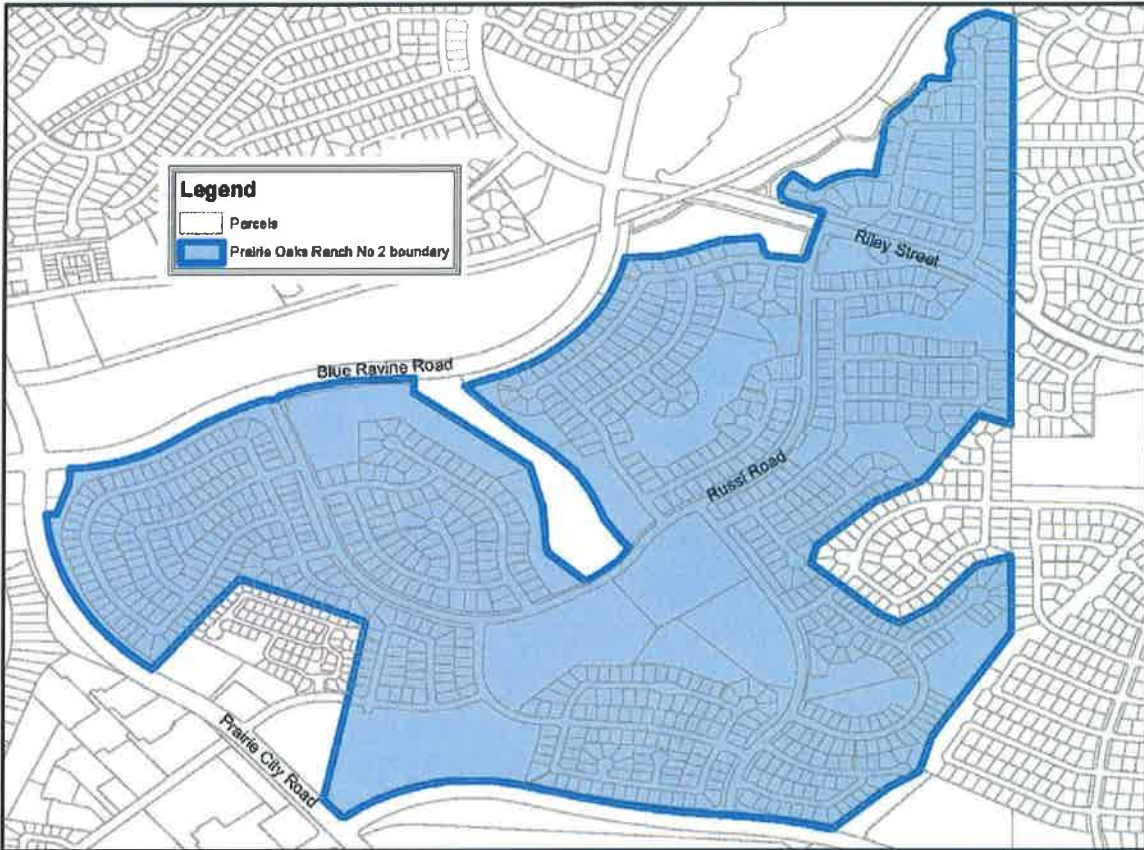 Legend
Parcels
Prairie Oaks Ranch No 2 boundary
Riley Street
Blue Ravine Road
Russi Road
Prairie City Road